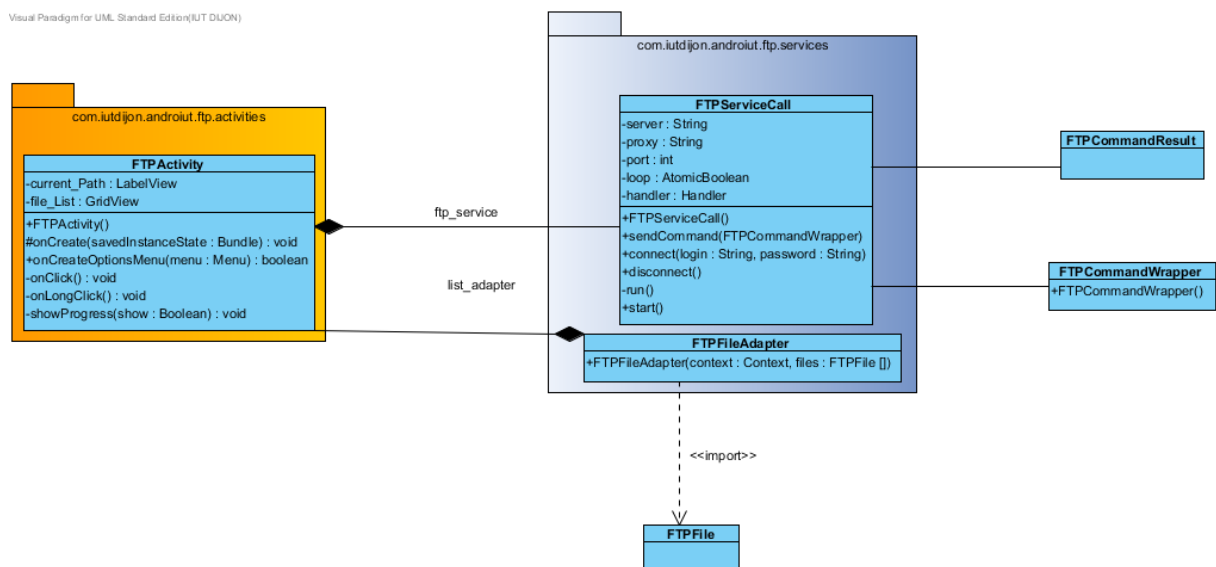 Visual Paradigm for UML Standard Edition(IUT DIJON)
com.iutdijon.androiut.ftp.services
com.iutdijon.androiut.ftp.activities
FTPActivity
-current_Path : LabelView
-file_List : GridView
+FTPActivity()
#onCreate(savedInstanceState : Bundle) : void
+onCreateOptionsMenu(menu : Menu) : boolean
-onClick() : void
-onLongClick() : void
-showProgress(show : Boolean) : void
ftp_service
list_adapter
FTPServiceCall
-server : String
-proxy : String
-port : int
-loop : AtomicBoolean
-handler : Handler
+FTPServiceCall()
+sendCommand(FTPCommandWrapper)
+connect(login : String, password : String)
+disconnect()
-run()
+start()
FTPFileAdapter
+FTPFileAdapter(context : Context, files : FTPFile [])
FTPCommandResult
FTPCommandWrapper
+FTPCommandWrapper()
<<import>>
FTPFile